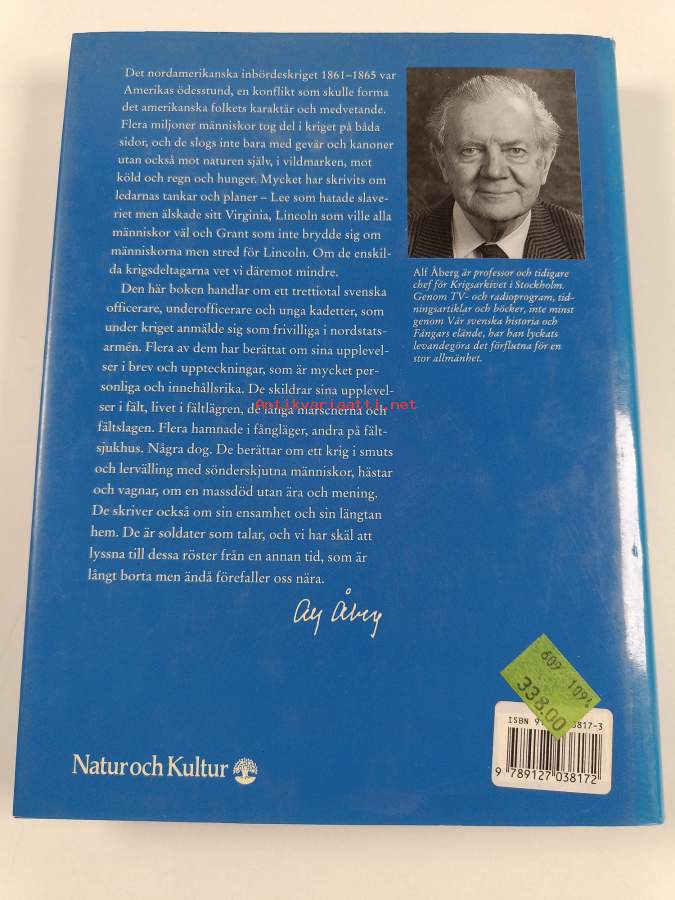 Det nordamerikanska inbördeskriget 1861–1865 var
Amerikas ödesstund, en konflikt som skulle forma
det amerikanska folkets karaktär och medvetande.
Flera miljoner människor tog del i kriget på båda
sidor, och de slogs inte bara med gevär och kanoner
utan också mot naturen själv, i vildmarken, mot
köld och regn och hunger. Mycket har skrivits om
ledarnas tankar och planer – Lee som hatade slave-
riet men älskade sitt Virginia, Lincoln som ville alla
människor väl och Grant som inte brydde sig om
människorna men stred för Lincoln. Om de enskil-
da krigsdeltagarna vet vi däremot mindre.
Den här boken handlar om ett trettiotal svenska
officerare, underofficerare och unga kadetter, som
under kriget anmälde sig som frivilliga i nordstats-
armén. Flera av dem har berättat om sina upplevel-
ser i brev och uppteckningar, som är mycket per-
sonliga och innehållsrika. De skildrar sina upplevel-
ser i fält, livet i fältlägren, de långa marscherna och
fältslagen. Flera hamnade i fångläger, andra på fält-
sjukhus. Några dog. De berättar om ett krig i smuts
och lervälling med sönderskjutna människor, hästar
och vagnar, om en massdöd utan ära och mening.
De skriver också om sin ensamhet och sin längtan
hem. De är soldater som talar, och vi har skäl att
lyssna till dessa röster från en annan tid, som är
långt borta men ändå förefaller oss nära.
Alf Åberg
Alf Åberg är professor och tidigare
chef för Krigsarkivet i Stockholm.
Genom TV- och radioprogram, tid-
ningsartiklar och böcker, inte minst
genom Vår svenska historia och
Fångars elände, har han lyckats
levandegöra det förflutna för en
stor allmänhet.
Antikvariaatti.net
609 1094
338.00
ISBN 91 3817-3
9 789127 038172
Natur och Kultur